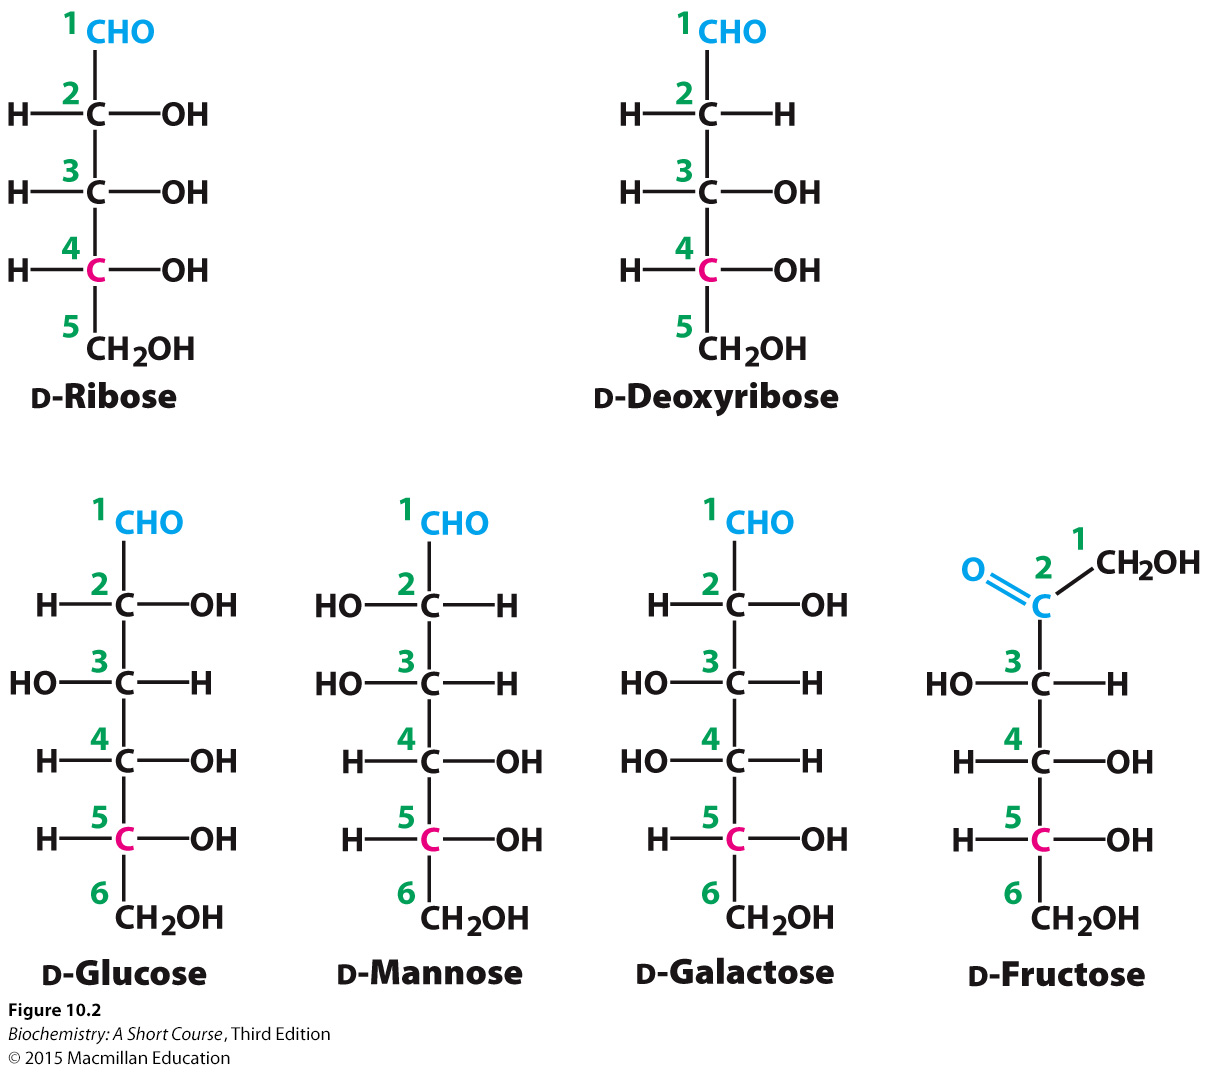 1 CHO 1 CHO
2 H C OH 2 H C H
3 H C OH 3 H C OH
4 H C OH 4 H C OH
5 CH2OH 5 CH2OH
D-Ribose D-Deoxyribose
1 CHO 1 CHO 1 CHO O 2 C 1 CH2OH
2 H C OH 2 HO C H 2 H C OH
3 HO C H 3 HO C H 3 HO C H 3 HO C H
4 H C OH 4 H C OH 4 HO C H 4 H C OH
5 H C OH 5 H C OH 5 H C OH 5 H C OH
6 CH2OH 6 CH2OH 6 CH2OH 6 CH2OH
D-Glucose D-Mannose D-Galactose D-Fructose
Figure 10.2
Biochemistry: A Short Course, Third Edition
© 2015 Macmillan Education